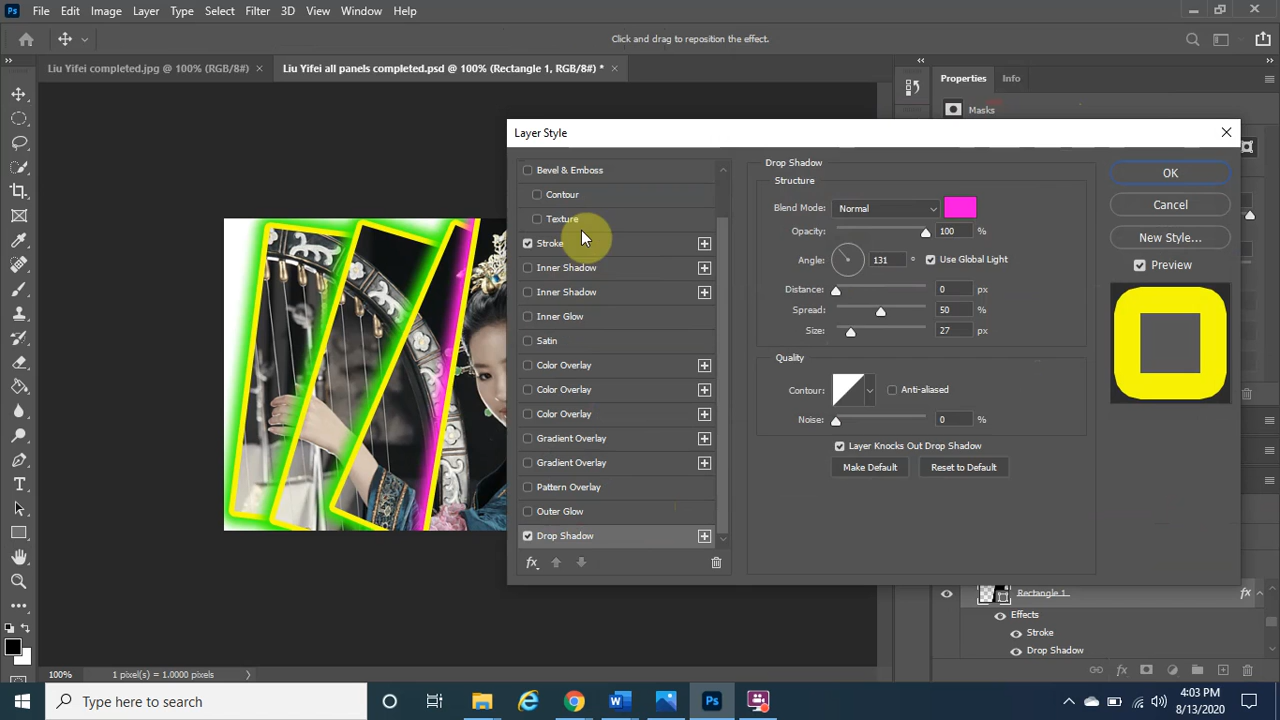 Ps File Edit Image Layer Type Select Filter 3D View Window Help
Click and drag to reposition the effect.
Liu Yifei completed.jpg @ 100% (RGB/8#) ×
Liu Yifei all panels completed.psd @ 100% (Rectangle 1, RGB/8#) * ×
Properties Info
Masks
Layer Style
Bevel & Emboss
Contour
Texture
Stroke
Inner Shadow
Inner Shadow
Inner Glow
Satin
Color Overlay
Color Overlay
Color Overlay
Gradient Overlay
Gradient Overlay
Pattern Overlay
Outer Glow
Drop Shadow
fx
Drop Shadow
Structure
Blend Mode: Normal
Opacity: 100 %
Angle: 131 ° Use Global Light
Distance: 0 px
Spread: 50 %
Size: 27 px
Quality
Contour: Anti-aliased
Noise: 0 %
Layer Knocks Out Drop Shadow
Make Default Reset to Default
OK
Cancel
New Style...
Preview
Rectangle 1 fx
Effects
Stroke
Drop Shadow
fx
T
100% 1 pixel(s) = 1.0000 pixels
Type here to search
W
Ps
4:03 PM
8/13/2020